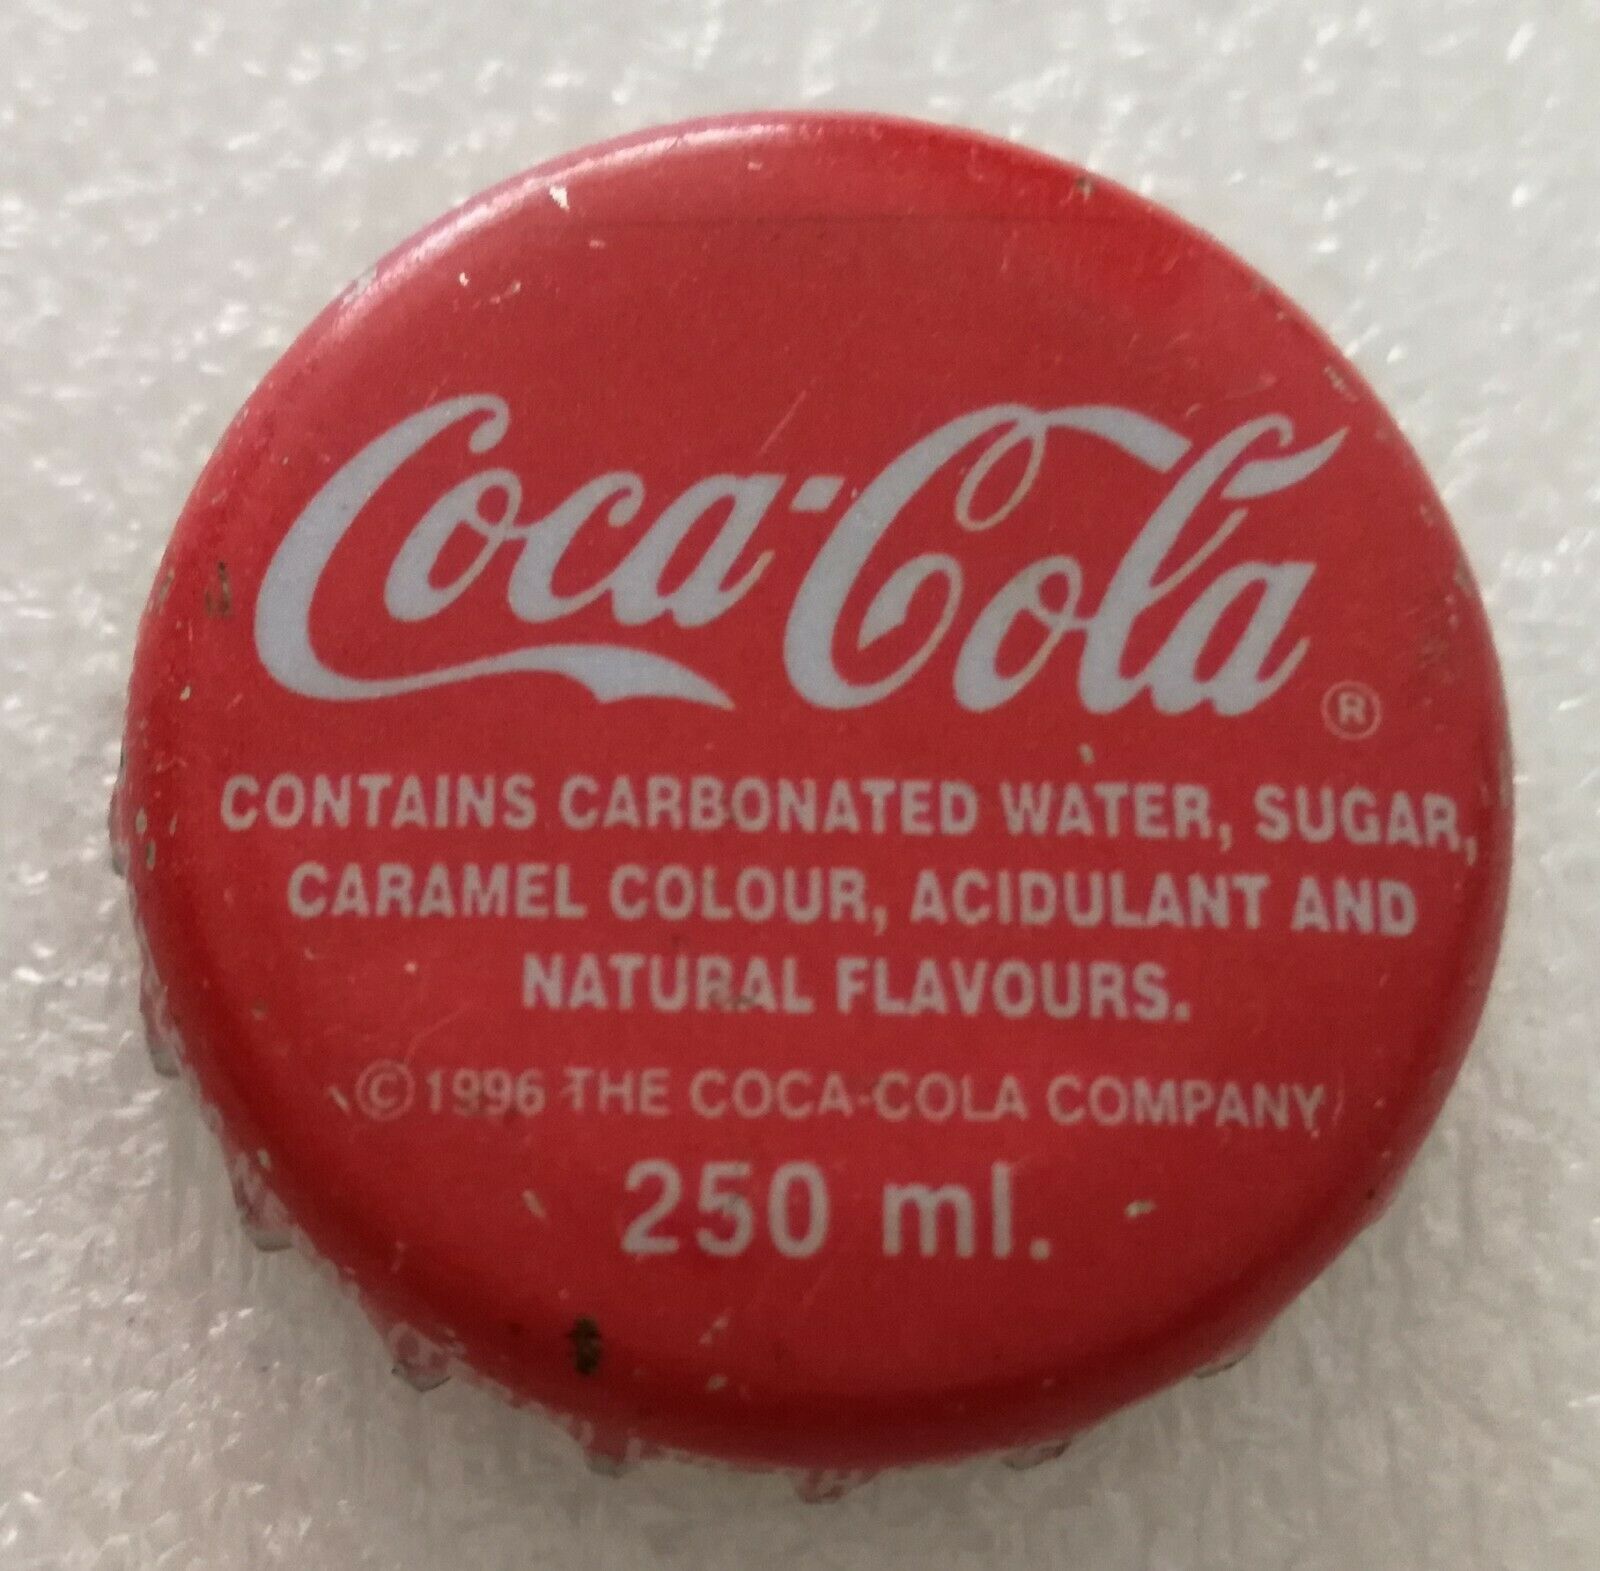 Coca-Cola ®
CONTAINS CARBONATED WATER, SUGAR,
CARAMEL COLOUR, ACIDULANT AND
NATURAL FLAVOURS.
© 1996 THE COCA-COLA COMPANY
250 ml.